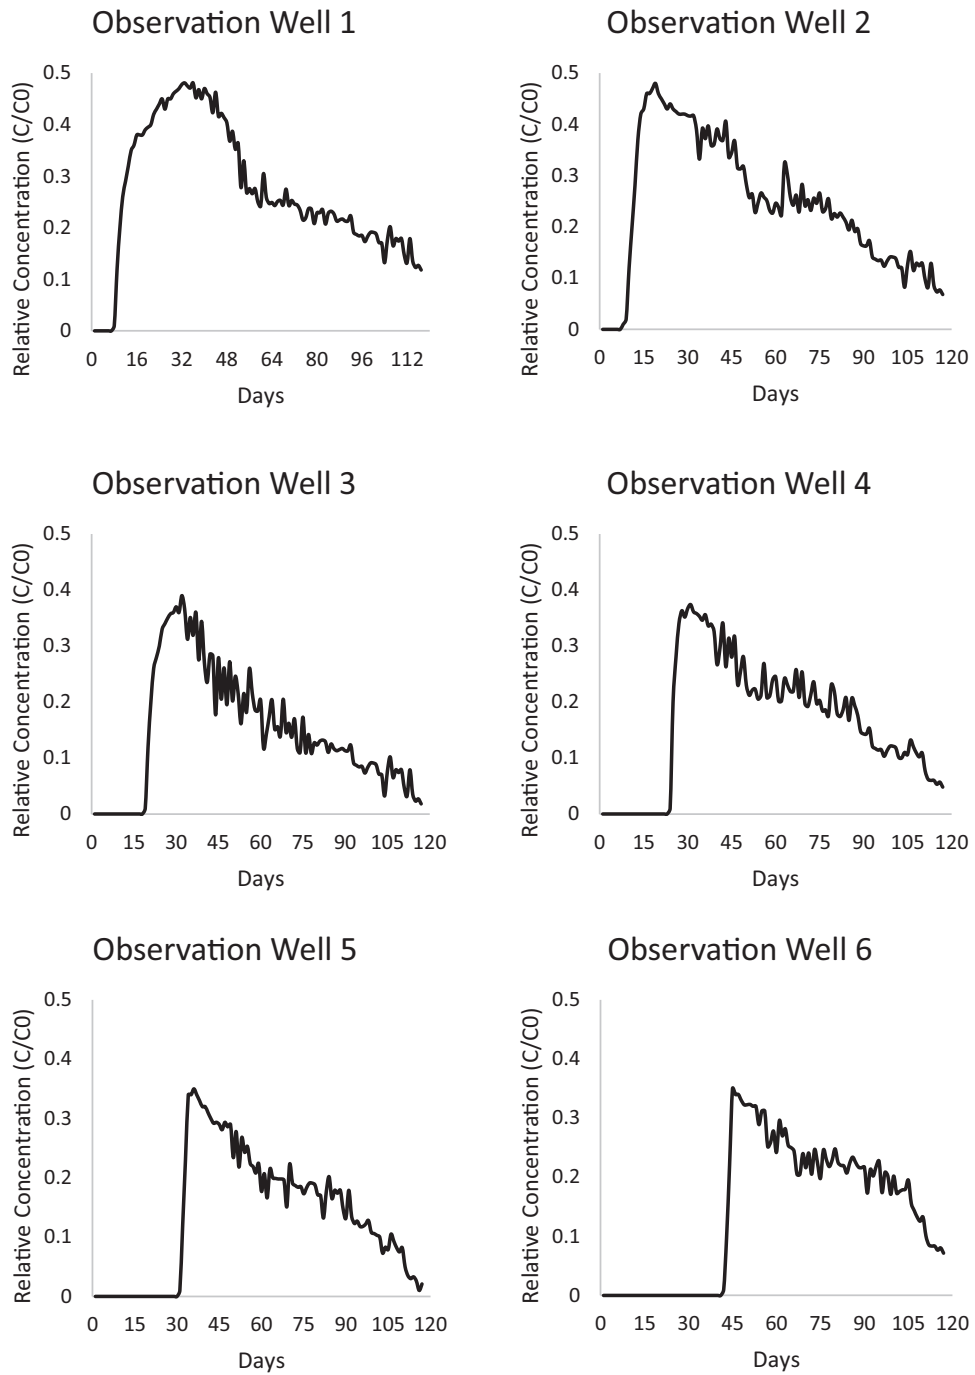 Observation Well 1
Relative Concentration (C/C0)
0.5
0.4
0.3
0.2
0.1
0
0 16 32 48 64 80 96 112
Days
Observation Well 2
Relative Concentration (C/C0)
0.5
0.4
0.3
0.2
0.1
0
0 15 30 45 60 75 90 105 120
Days
Observation Well 3
Relative Concentration (C/C0)
0.5
0.4
0.3
0.2
0.1
0
0 15 30 45 60 75 90 105 120
Days
Observation Well 4
Relative Concentration (C/C0)
0.5
0.4
0.3
0.2
0.1
0
0 15 30 45 60 75 90 105 120
Days
Observation Well 5
Relative Concentration (C/C0)
0.5
0.4
0.3
0.2
0.1
0
0 15 30 45 60 75 90 105 120
Days
Observation Well 6
Relative Concentration (C/C0)
0.5
0.4
0.3
0.2
0.1
0
0 15 30 45 60 75 90 105 120
Days